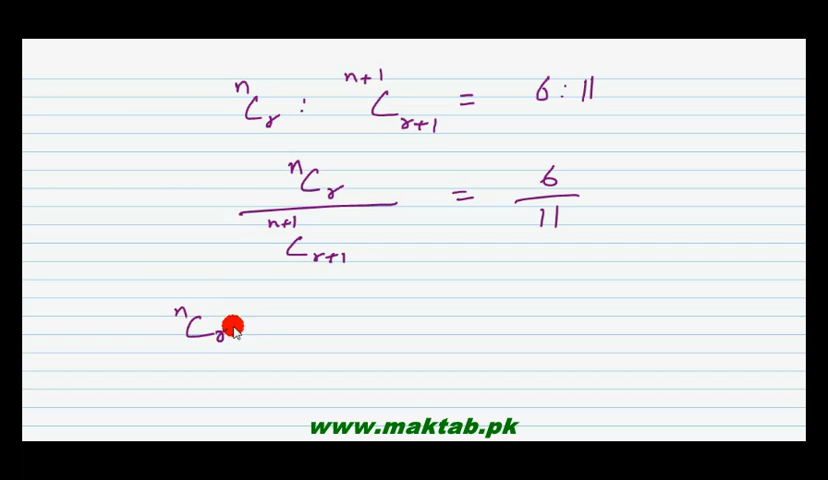 nCr : n+1Cr+1 = 6 : 11
nCr / n+1Cr+1 = 6 / 11
nCr
www.maktab.pk